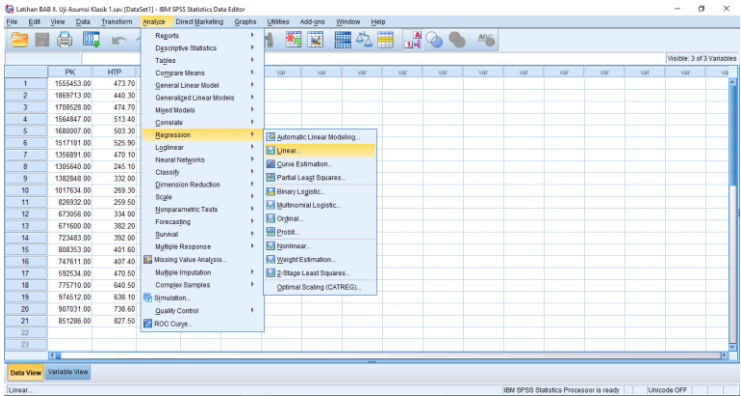 Latihan BAB II. Uji Asumsi Klasik 1.sav [DataSet1] - IBM SPSS Statistics Data Editor
File Edit View Data Transform Analyze Direct Marketing Graphs Utilities Add-ons Window Help
Visible: 3 of 3 Variables
Reports
Descriptive Statistics
Tables
Compare Means
General Linear Model
Generalized Linear Models
Mixed Models
Correlate
Regression
Loglinear
Neural Networks
Classify
Dimension Reduction
Scale
Nonparametric Tests
Forecasting
Survival
Multiple Response
Missing Value Analysis...
Multiple Imputation
Complex Samples
Simulation...
Quality Control
ROC Curve...
Automatic Linear Modeling...
Linear...
Curve Estimation...
Partial Least Squares...
Binary Logistic...
Multinomial Logistic...
Ordinal...
Probit...
Nonlinear...
Weight Estimation...
2-Stage Least Squares...
Optimal Scaling (CATREG)...
PK HTP var var var var var var var var var
1 1555453.00 473.70
2 1869713.00 440.30
3 1708528.00 474.70
4 1564847.00 513.40
5 1680007.00 503.30
6 1517181.00 525.90
7 1356891.00 470.10
8 1305640.00 245.10
9 1382848.00 332.00
10 1017634.00 269.30
11 826932.00 259.50
12 673056.00 334.00
13 671600.00 382.20
14 723483.00 392.00
15 808353.00 401.60
16 747611.00 407.40
17 592534.00 470.50
18 775710.00 640.50
19 974512.00 638.10
20 907031.00 738.60
21 851286.00 827.50
22
23
Data View Variable View
Linear... IBM SPSS Statistics Processor is ready Unicode:OFF